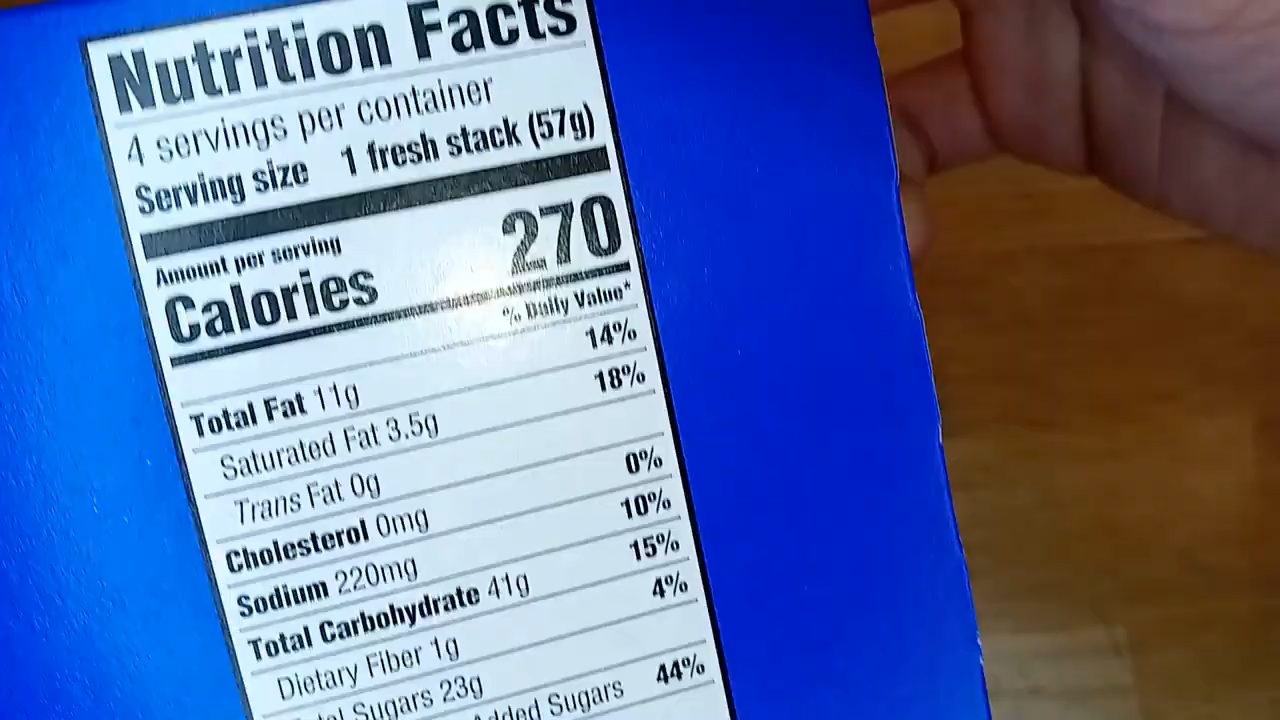 Nutrition Facts
4 servings per container
Serving size 1 fresh stack (57g)
Amount per serving
Calories 270
% Daily Value*
Total Fat 11g 14%
Saturated Fat 3.5g 18%
Trans Fat 0g
Cholesterol 0mg 0%
Sodium 220mg 10%
Total Carbohydrate 41g 15%
Dietary Fiber 1g 4%
Total Sugars 23g
Added Sugars 44%